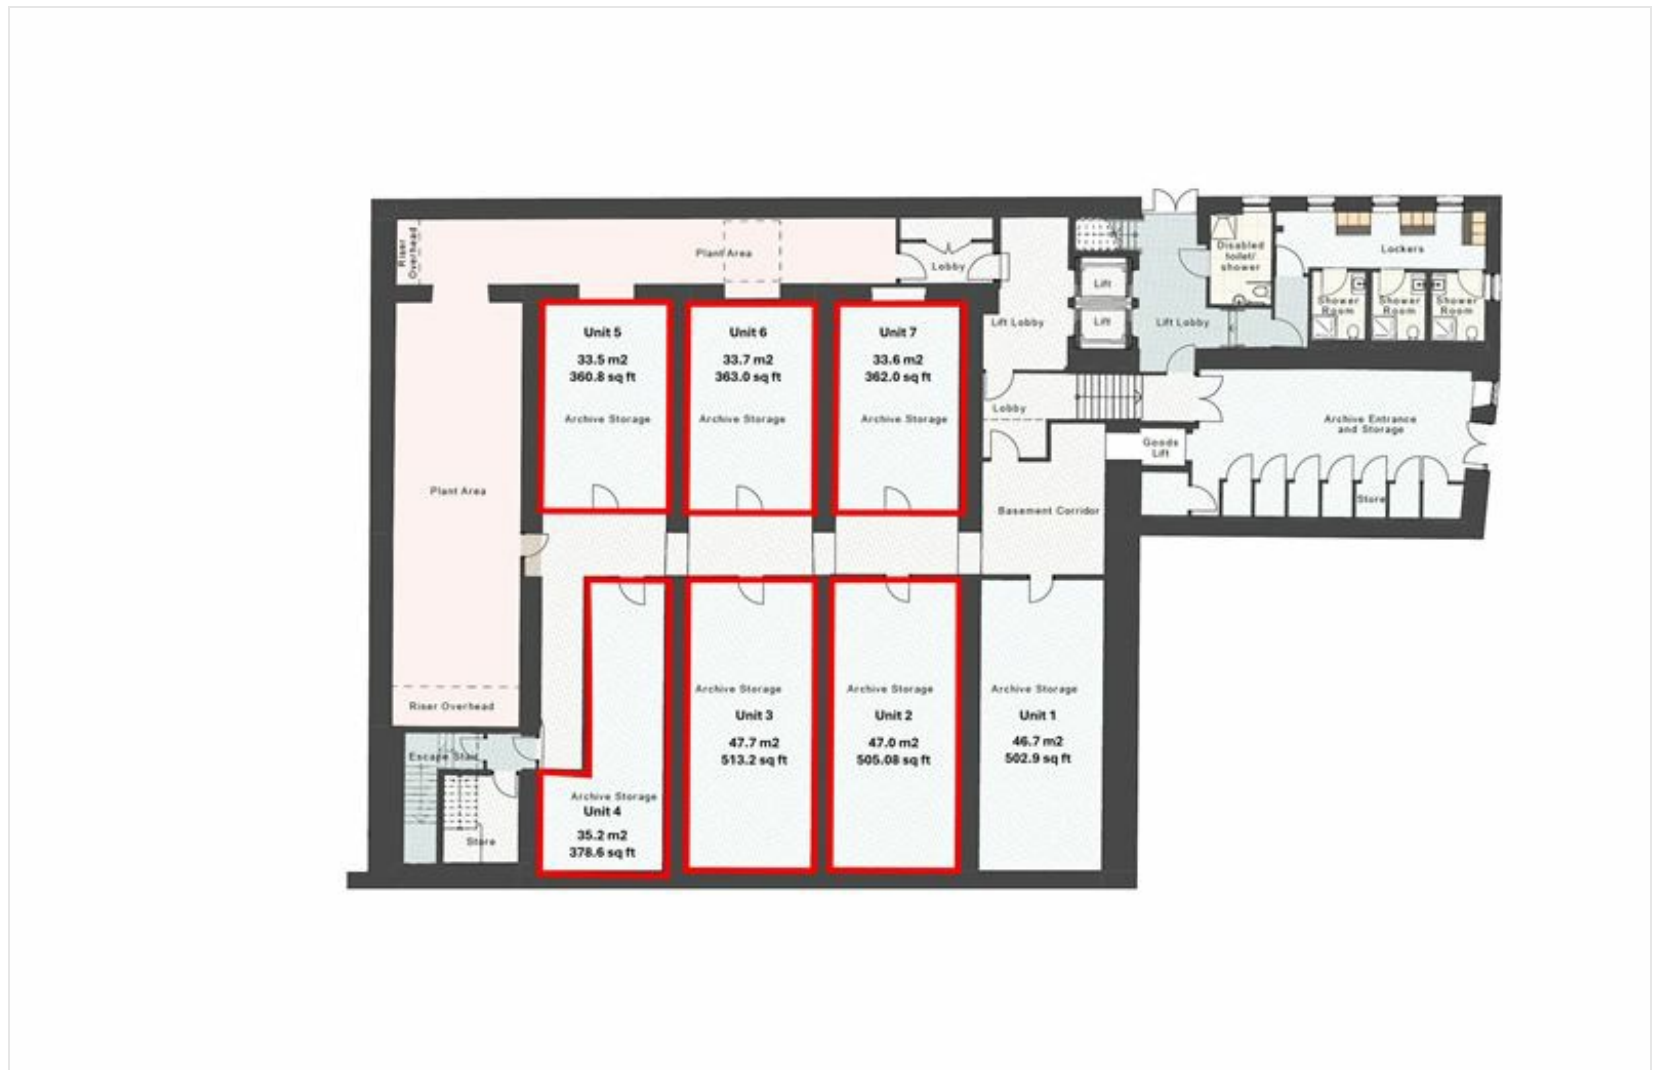 Riser
Overhead
Plant Area
Lobby
Lift
Lift
Lift Lobby
Lift Lobby
Disabled
toilet/
shower
Lockers
Shower
Room
Shower
Room
Shower
Room
Unit 5
33.5 m2
360.8 sq ft
Archive Storage
Unit 6
33.7 m2
363.0 sq ft
Archive Storage
Unit 7
33.6 m2
362.0 sq ft
Archive Storage
Lobby
Goods
Lift
Archive Entrance
and Storage
Store
Plant Area
Basement Corridor
Riser Overhead
Escape Stair
Store
Archive Storage
Unit 4
35.2 m2
378.6 sq ft
Archive Storage
Unit 3
47.7 m2
513.2 sq ft
Archive Storage
Unit 2
47.0 m2
505.08 sq ft
Archive Storage
Unit 1
46.7 m2
502.9 sq ft